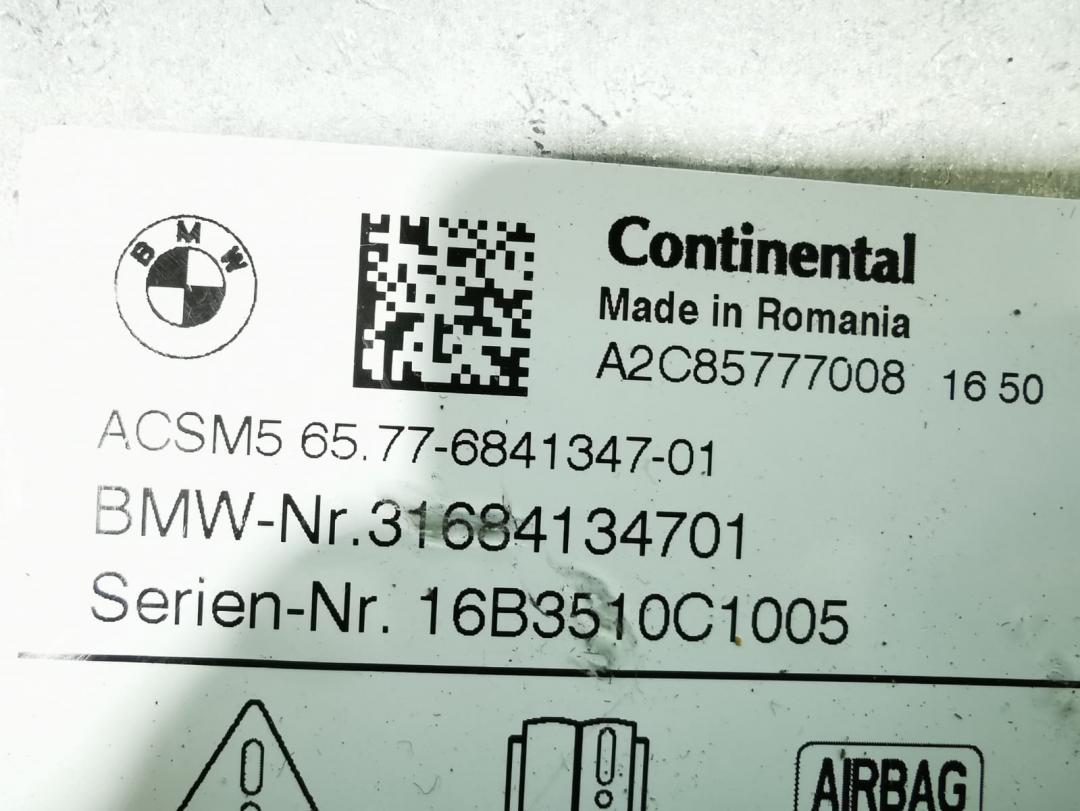 BMW
Continental
Made in Romania
A2C85777008 16 50
ACSM5 65.77-6841347-01
BMW-Nr.31684134701
Serien-Nr. 16B3510C1005
AIRBAG